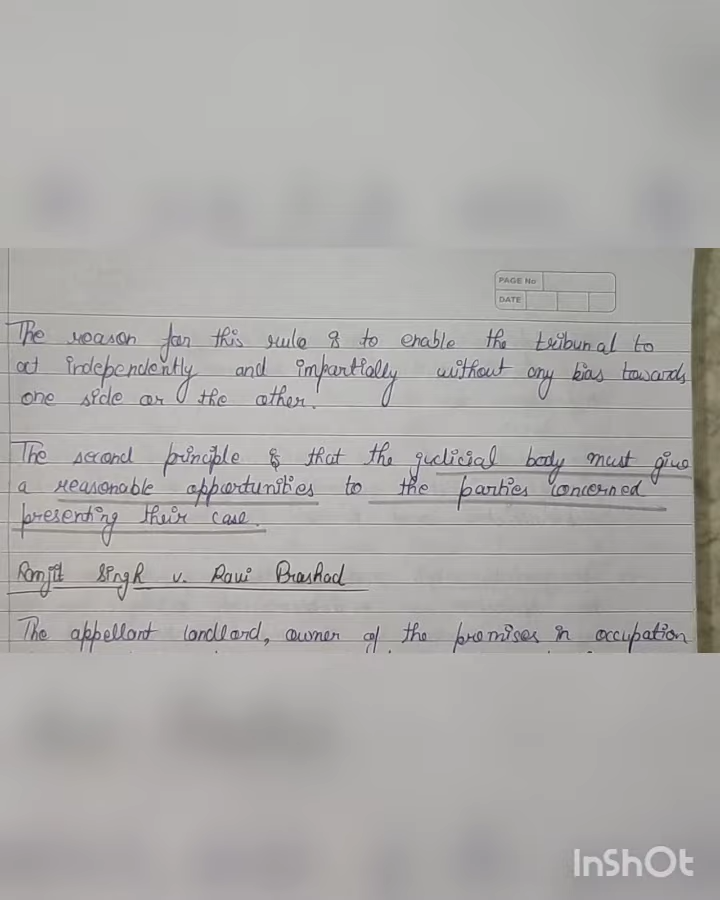 PAGE No
DATE
The reason for this rule is to enable the tribunal to
act independently and impartially without any bias towards
one side or the other.
The second principle is that the judicial body must give
a reasonable opportunities to the parties concerned
presenting their case.
Ranjit Singh v. Ravi Prashad
The appellant landlord, owner of the premises in occupation
InShOt